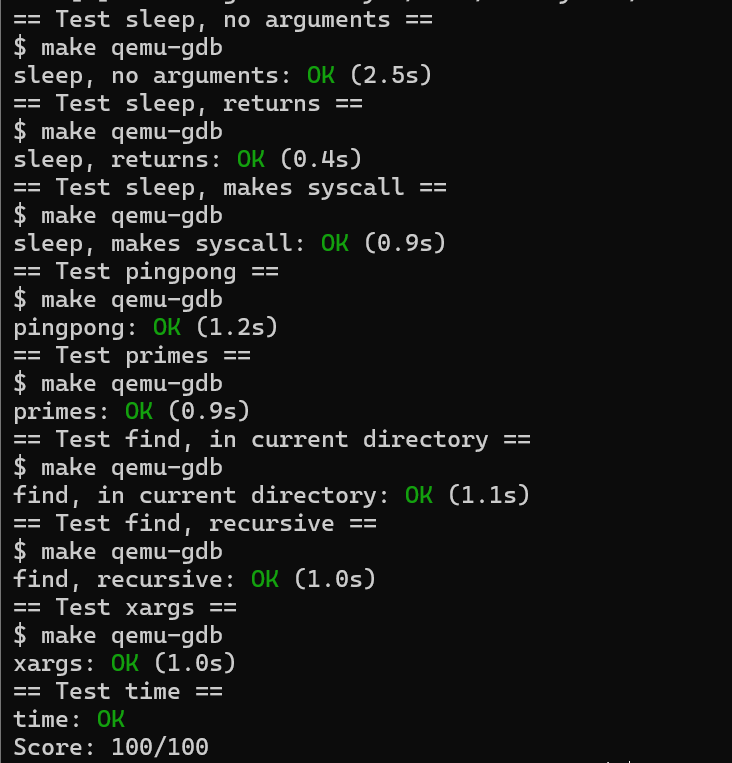 == Test sleep, no arguments ==
$ make qemu-gdb
sleep, no arguments: OK (2.5s)
== Test sleep, returns ==
$ make qemu-gdb
sleep, returns: OK (0.4s)
== Test sleep, makes syscall ==
$ make qemu-gdb
sleep, makes syscall: OK (0.9s)
== Test pingpong ==
$ make qemu-gdb
pingpong: OK (1.2s)
== Test primes ==
$ make qemu-gdb
primes: OK (0.9s)
== Test find, in current directory ==
$ make qemu-gdb
find, in current directory: OK (1.1s)
== Test find, recursive ==
$ make qemu-gdb
find, recursive: OK (1.0s)
== Test xargs ==
$ make qemu-gdb
xargs: OK (1.0s)
== Test time ==
time: OK
Score: 100/100